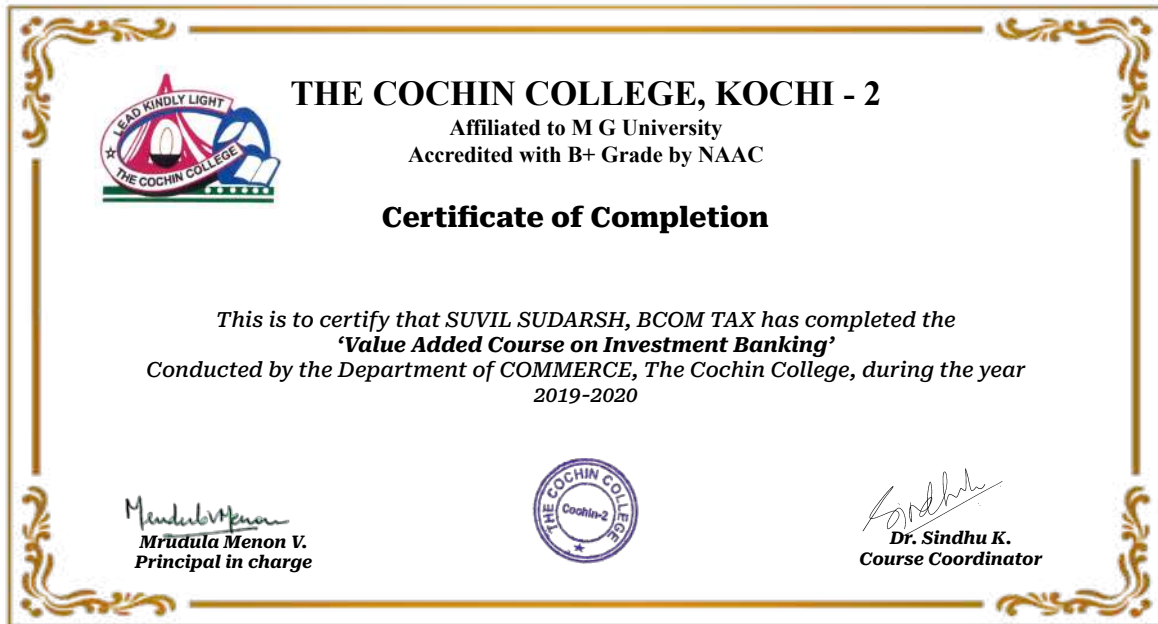 LEAD KINDLY LIGHT
THE COCHIN COLLEGE
THE COCHIN COLLEGE, KOCHI - 2
Affiliated to M G University
Accredited with B+ Grade by NAAC
Certificate of Completion
This is to certify that SUVIL SUDARSH, BCOM TAX has completed the
‘Value Added Course on Investment Banking’
Conducted by the Department of COMMERCE, The Cochin College, during the year
2019-2020
THE COCHIN COLLEGE
Cochin-2
Mrudula Menon V.
Principal in charge
Sindhu
Dr. Sindhu K.
Course Coordinator